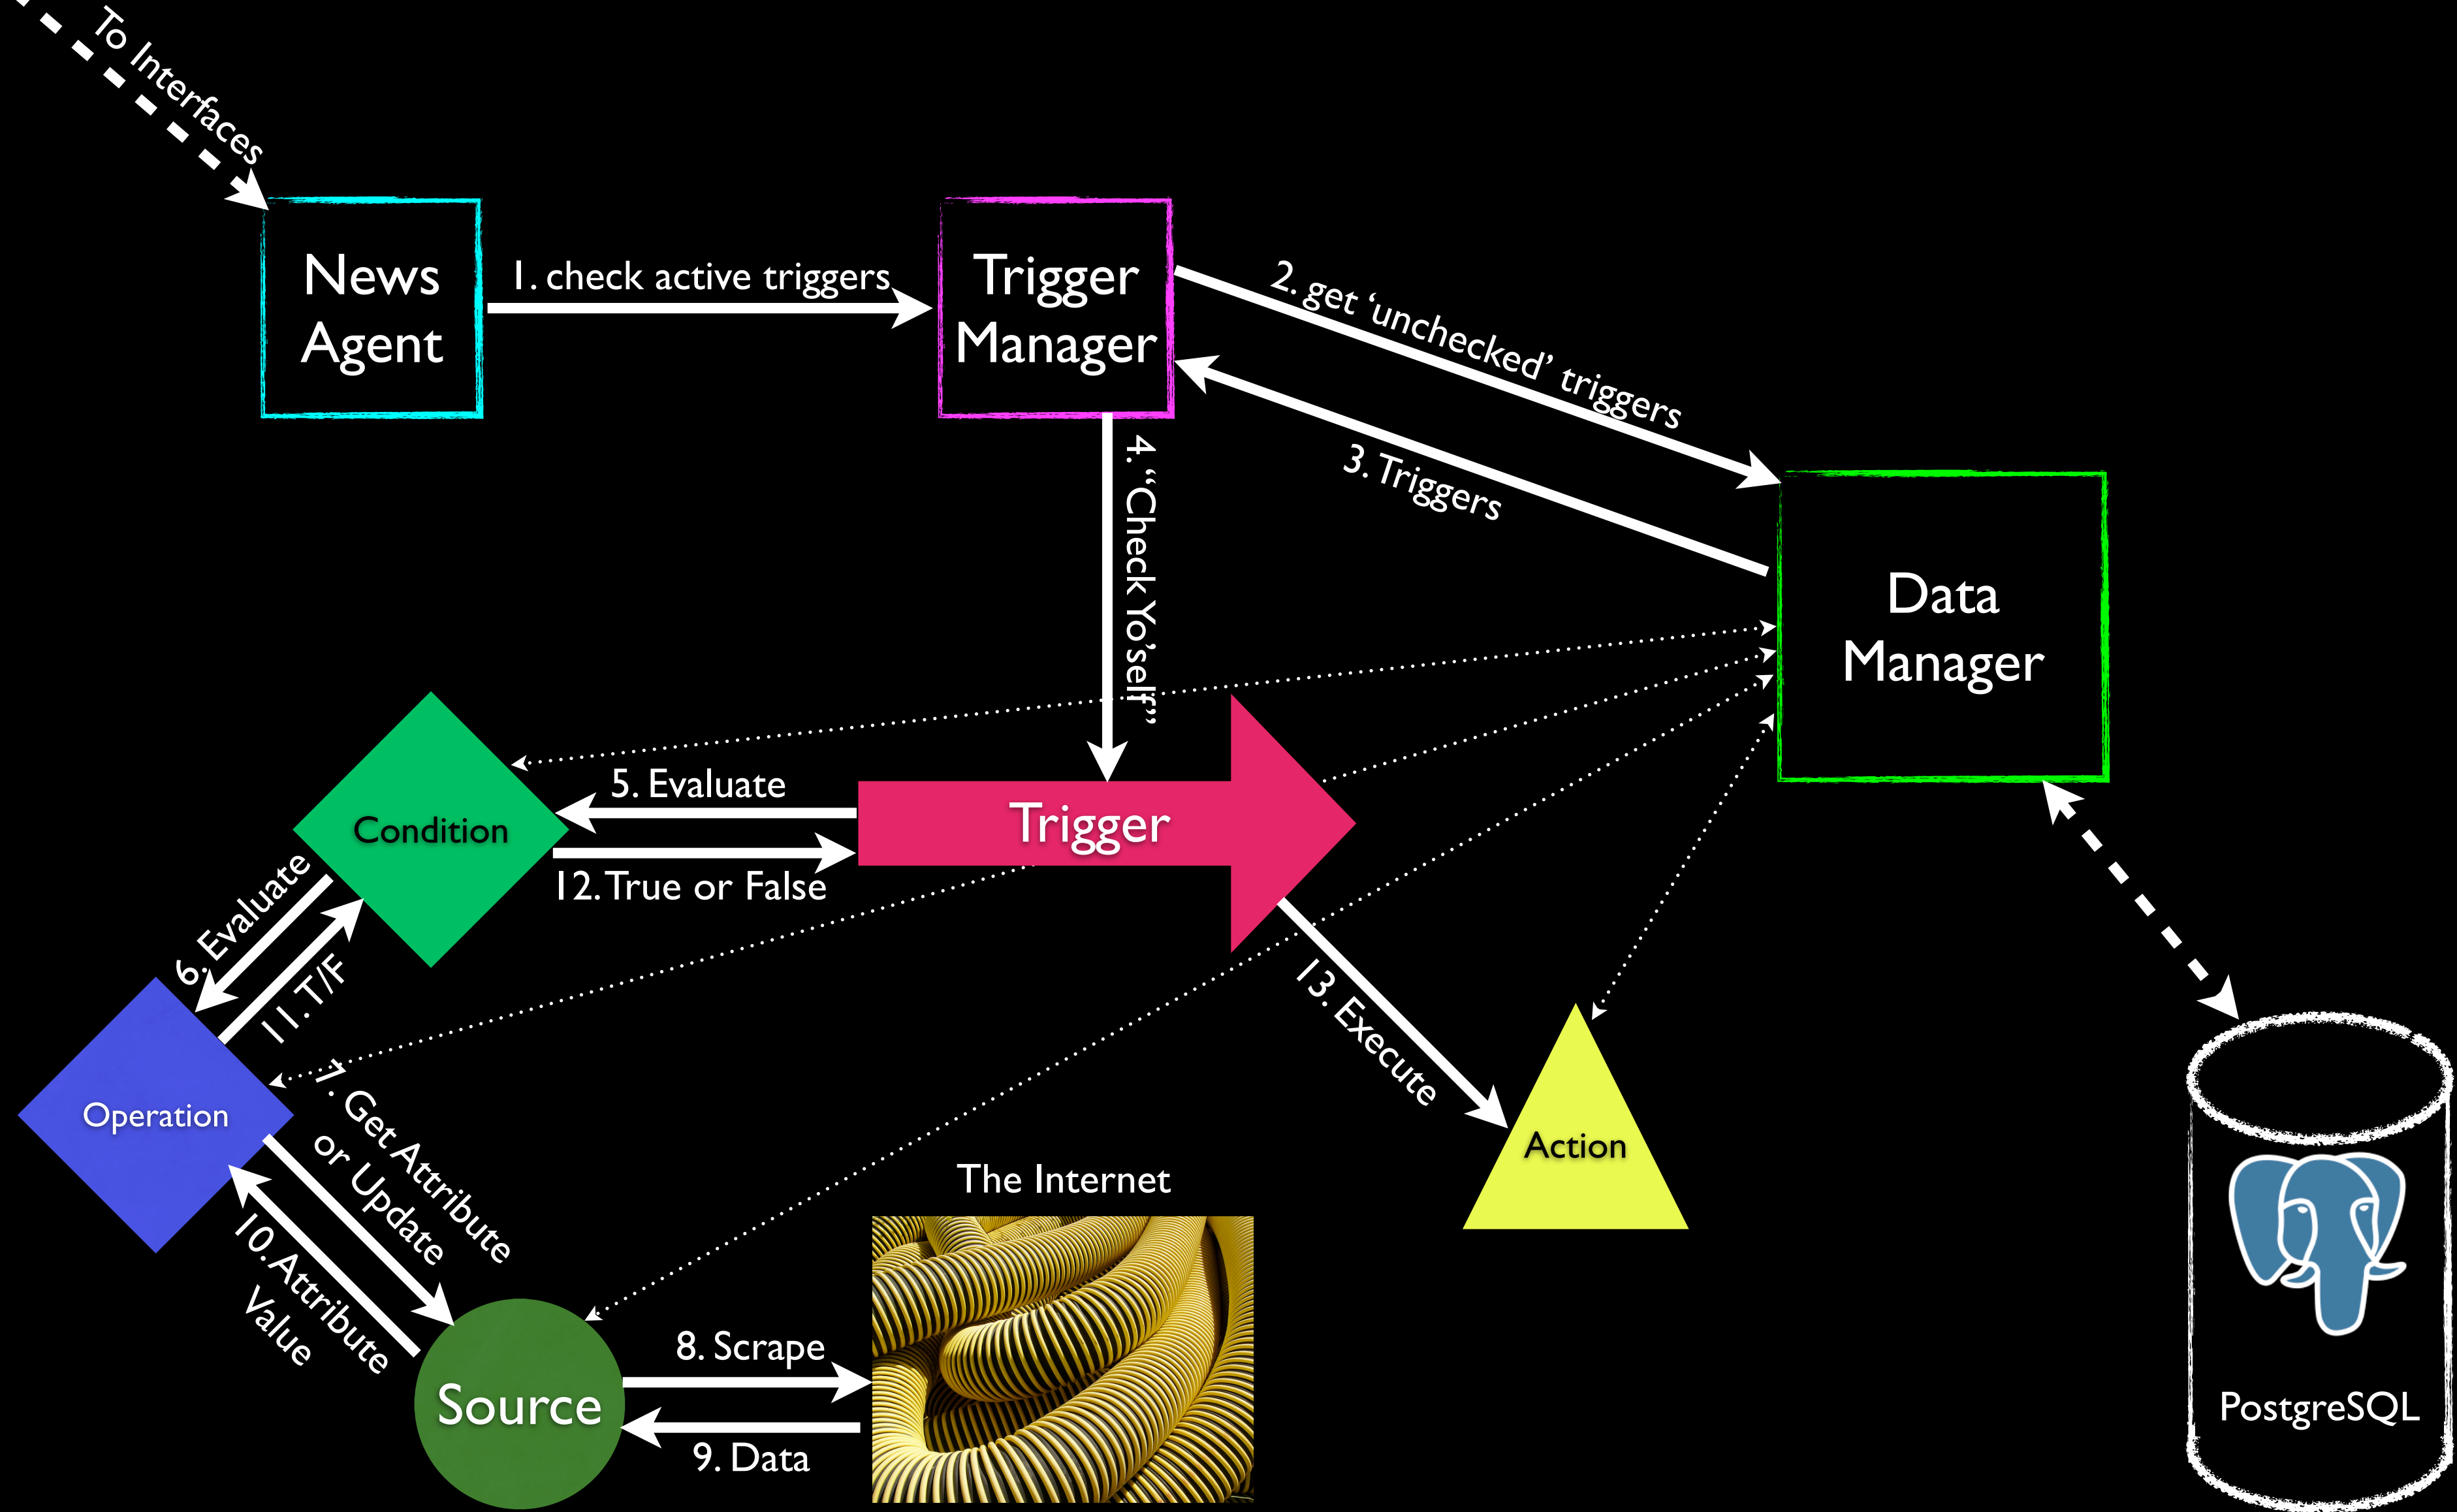 To Interfaces
News
Agent
1. check active triggers
Trigger
Manager
2. get ‘unchecked’ triggers
3. Triggers
Data
Manager
4. “Check Yo’self”
Condition
5. Evaluate
12. True or False
Trigger
6. Evaluate
11. T/F
Operation
7. Get Attribute
or Update
10. Attribute
Value
13. Execute
Action
The Internet
Source
8. Scrape
9. Data
PostgreSQL